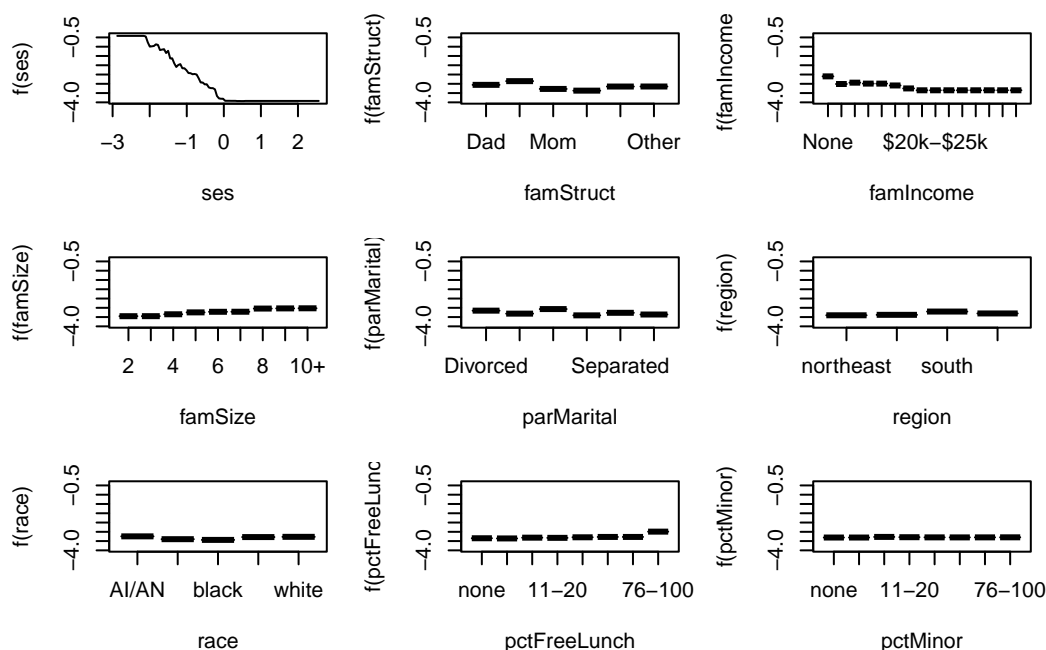 f(ses)
−0.5
−4.0
−3
−1
0
1
2
ses
f(famStruct)
−0.5
−4.0
Dad
Mom
Other
famStruct
f(famIncome
−0.5
−4.0
None
$20k−$25k
famIncome
f(famSize)
−0.5
−4.0
2
4
6
8
10+
famSize
f(parMarital)
−0.5
−4.0
Divorced
Separated
parMarital
f(region)
−0.5
−4.0
northeast
south
region
f(race)
−0.5
−4.0
AI/AN
black
white
race
f(pctFreeLunc
−0.5
−4.0
none
11−20
76−100
pctFreeLunch
f(pctMinor)
−0.5
−4.0
none
11−20
76−100
pctMinor